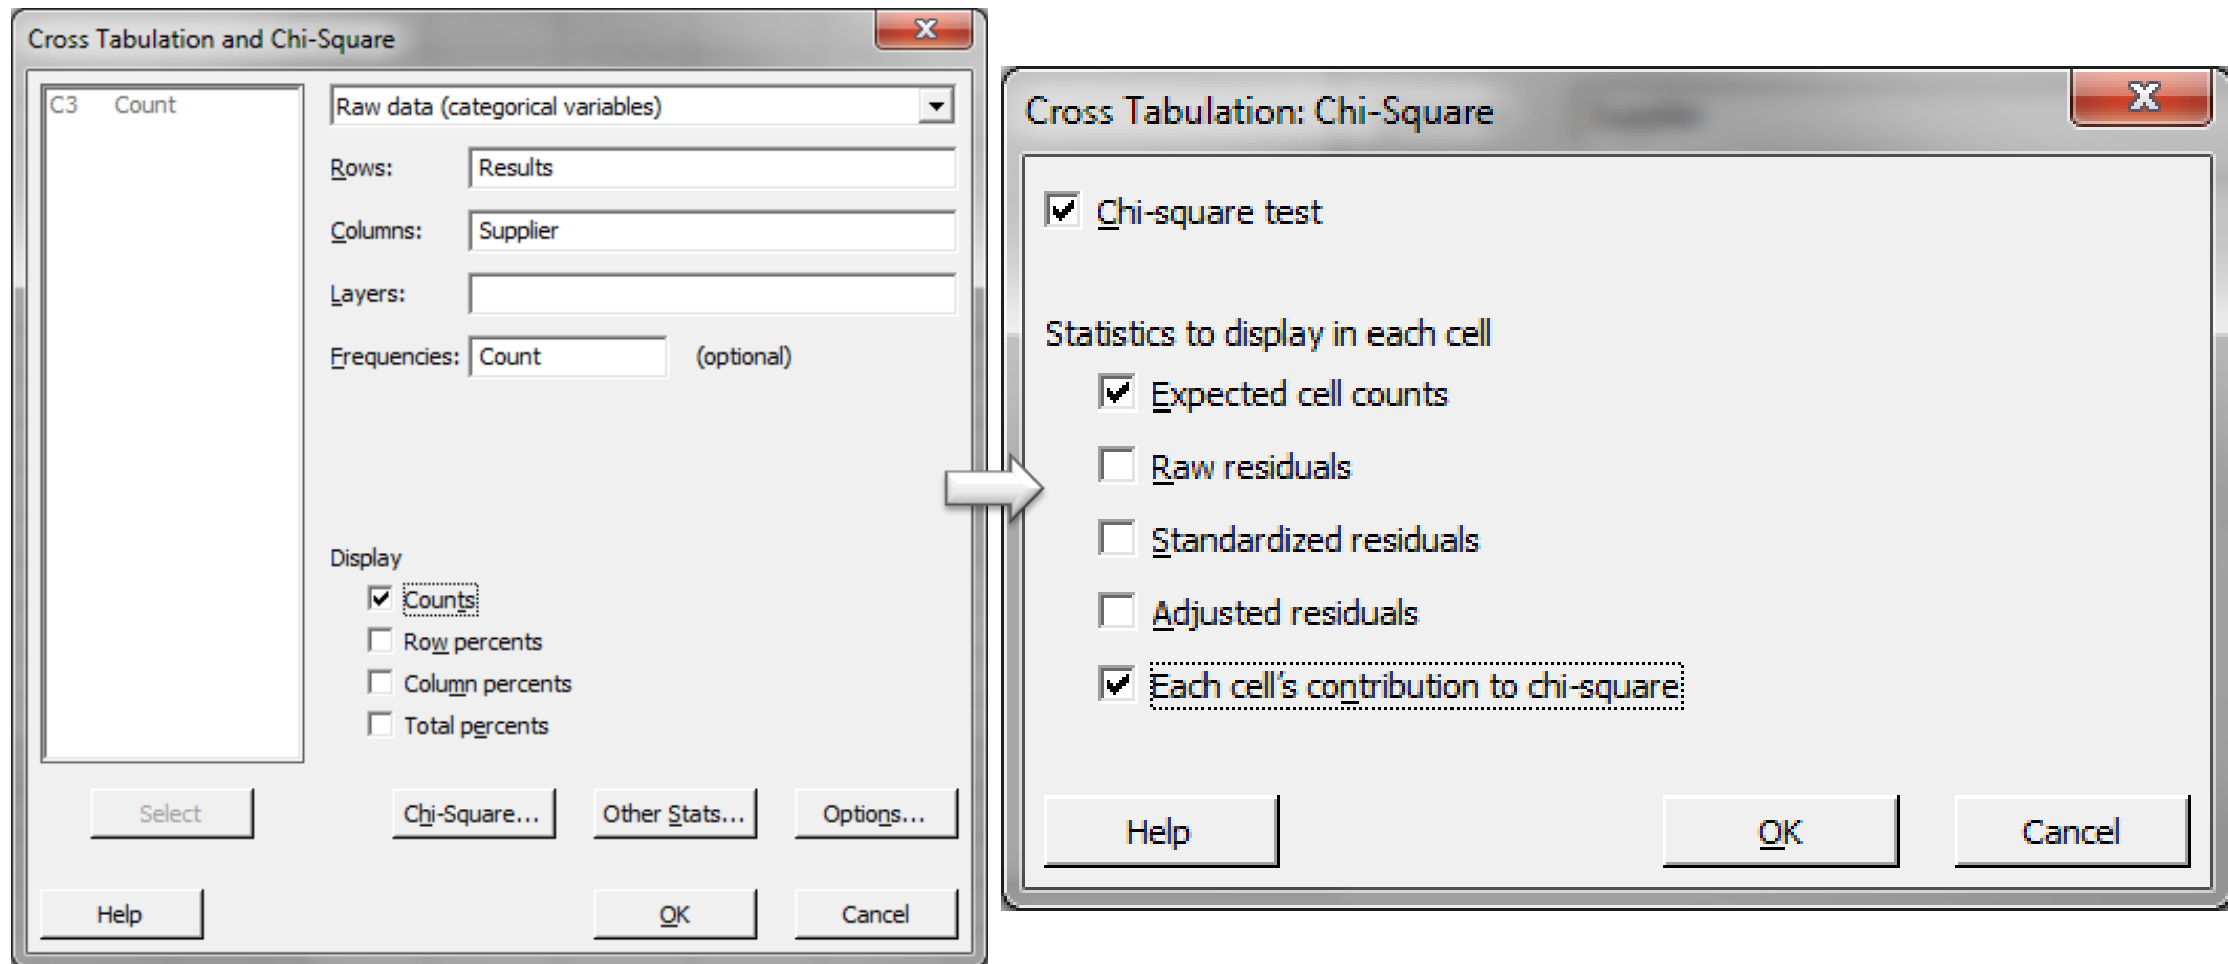 Cross Tabulation and Chi-Square
C3 Count
Raw data (categorical variables)
Rows: Results
Columns: Supplier
Layers:
Frequencies: Count (optional)
Display
Counts
Row percents
Column percents
Total percents
Select
Chi-Square...
Other Stats...
Options...
Help
OK
Cancel
Cross Tabulation: Chi-Square
Chi-square test
Statistics to display in each cell
Expected cell counts
Raw residuals
Standardized residuals
Adjusted residuals
Each cell's contribution to chi-square
Help
OK
Cancel